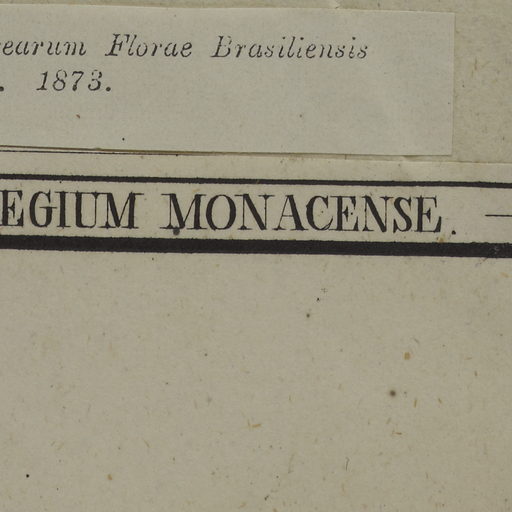 earum Florae Brasiliensis
. 1873.
EGIUM MONACENSE.